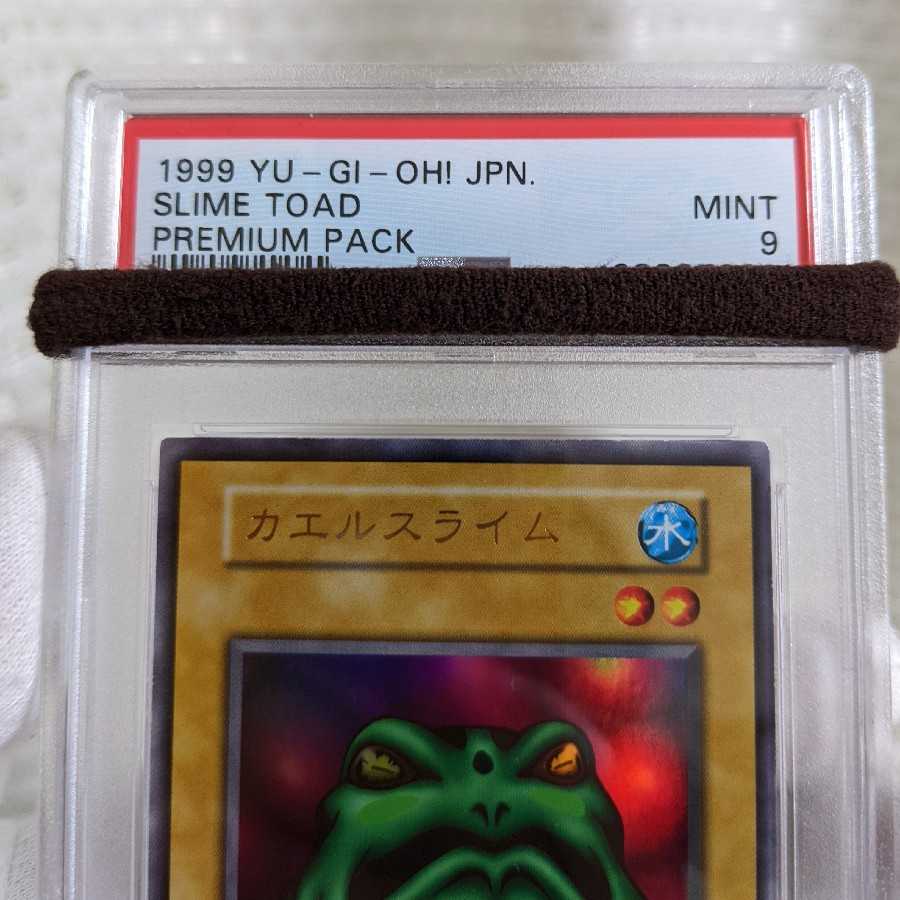 1999 YU-GI-OH! JPN.
SLIME TOAD MINT
PREMIUM PACK 9
カエルスライム
水